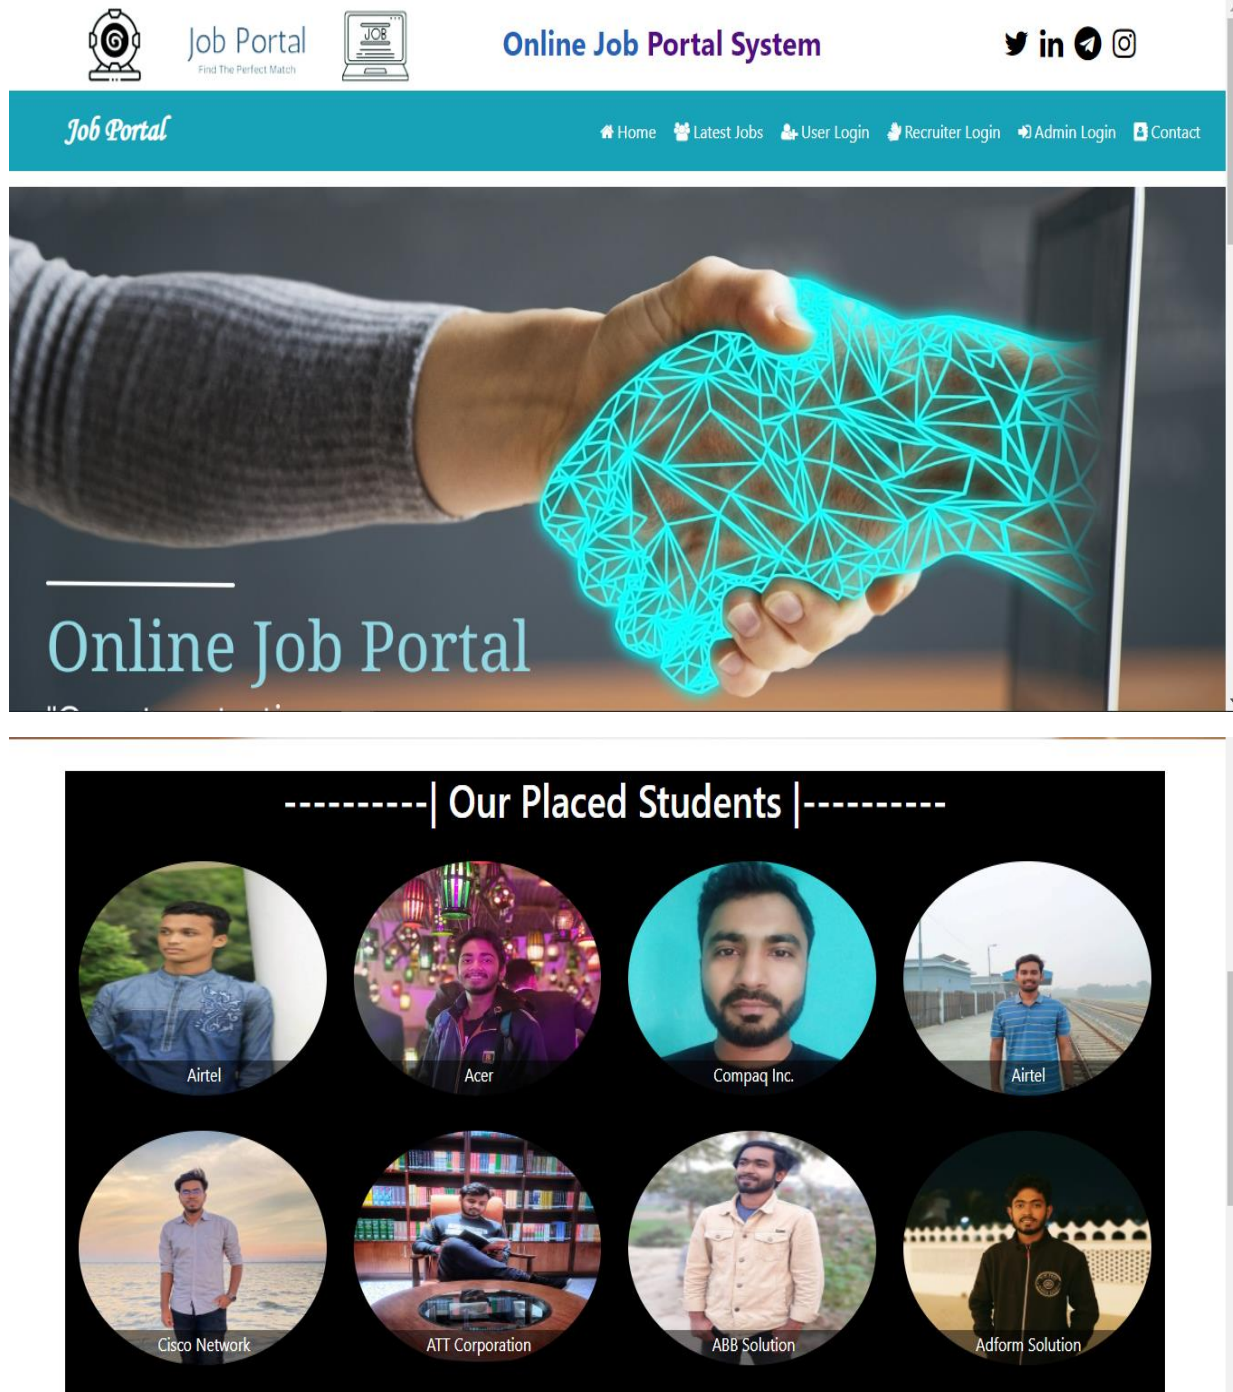 Job Portal
Find The Perfect Match
JOB
Online Job Portal System
Job Portal
Home Latest Jobs User Login Recruiter Login Admin Login Contact
Online Job Portal
----------| Our Placed Students |----------
Airtel Acer Compaq Inc. Airtel
Cisco Network ATT Corporation ABB Solution Adform Solution